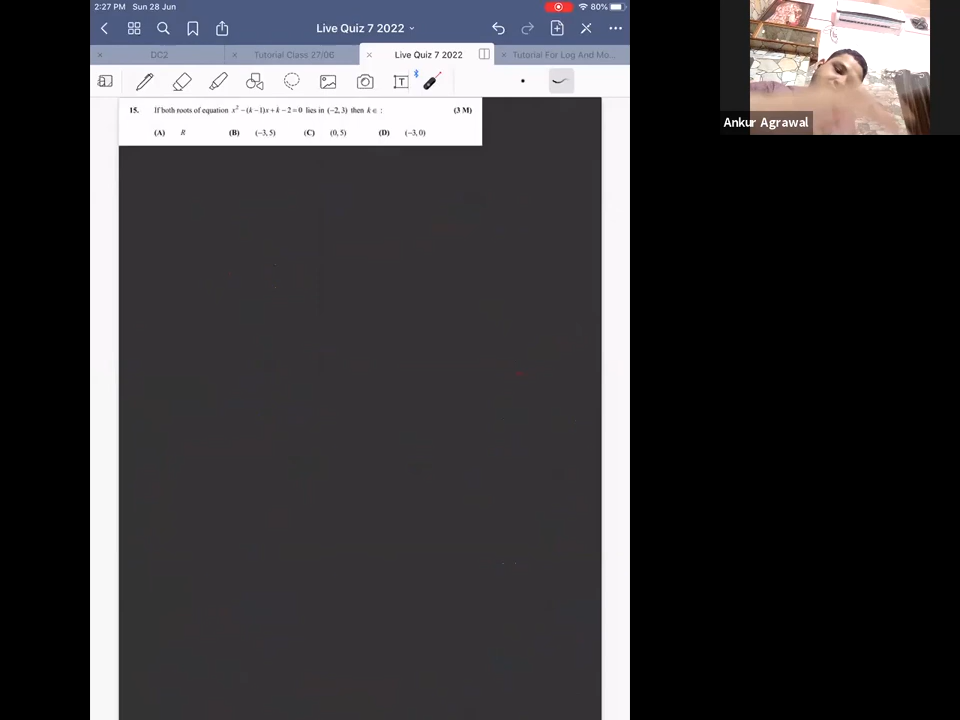 2:27 PM Sun 28 Jun
80%
Live Quiz 7 2022
DC2
Tutorial Class 27/06
Live Quiz 7 2022
Tutorial For Log And Mo...
15. If both roots of equation x² − (k − 1)x + k − 2 = 0 lies in (−2, 3) then k ∈ : (3 M)
(A) R (B) (−3, 5) (C) (0, 5) (D) (−3, 0)
Ankur Agrawal